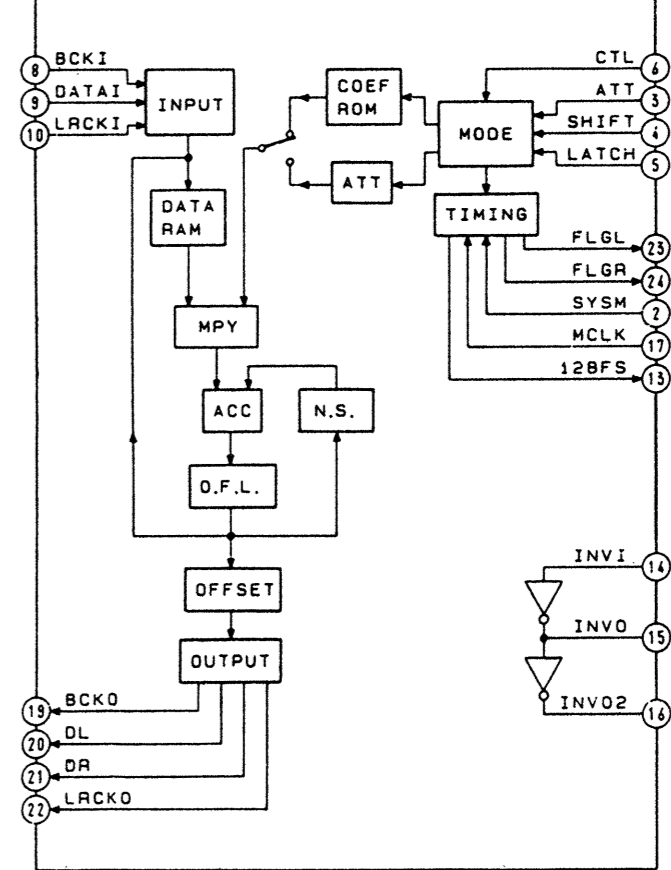 8 BCKI
9 DATAI
10 LRCKI
INPUT
DATA
RAM
MPY
ACC
N.S.
O.F.L.
OFFSET
OUTPUT
19 BCKO
20 DL
21 DR
22 LRCKO
COEF
ROM
ATT
MODE
TIMING
CTL 6
ATT 3
SHIFT 4
LATCH 5
FLGL 23
FLGR 24
SYSM 2
MCLK 17
128FS 13
INVI 14
INVO 15
INVO2 16